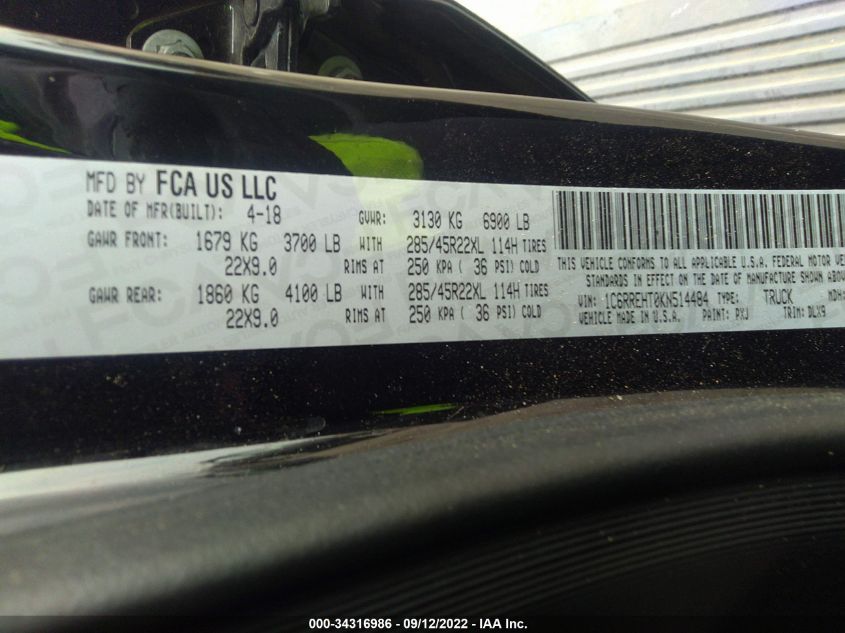 MFD BY FCA US LLC
DATE OF MFR(BUILT): 4-18 GVWR: 3130 KG 6900 LB
GAWR FRONT: 1679 KG 3700 LB WITH 285/45R22XL 114H TIRES
22X9.0 RIMS AT 250 KPA ( 36 PSI) COLD
GAWR REAR: 1860 KG 4100 LB WITH 285/45R22XL 114H TIRES
22X9.0 RIMS AT 250 KPA ( 36 PSI) COLD
THIS VEHICLE CONFORMS TO ALL APPLICABLE U.S.A. FEDERAL MOTOR VEH
STANDARDS IN EFFECT ON THE DATE OF MANUFACTURE SHOWN ABOV
VIN: 1C6RREHT0KN514484 TYPE: TRUCK MDH:
VEHICLE MADE IN U.S.A. PAINT: PXJ TRIM: DLX9
000-34316986 - 09/12/2022 - IAA Inc.